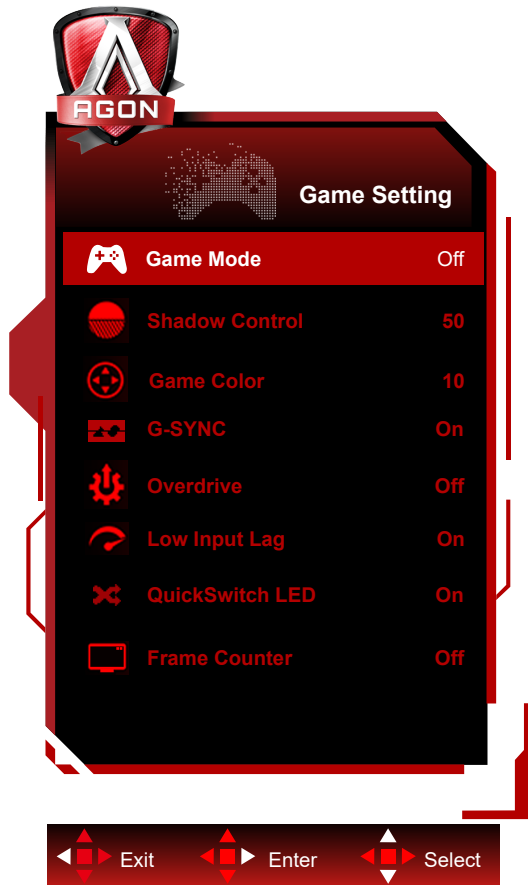 AGON
Game Setting
Game Mode Off
Shadow Control 50
Game Color 10
G-SYNC On
Overdrive Off
Low Input Lag On
QuickSwitch LED On
Frame Counter Off
Exit Enter Select